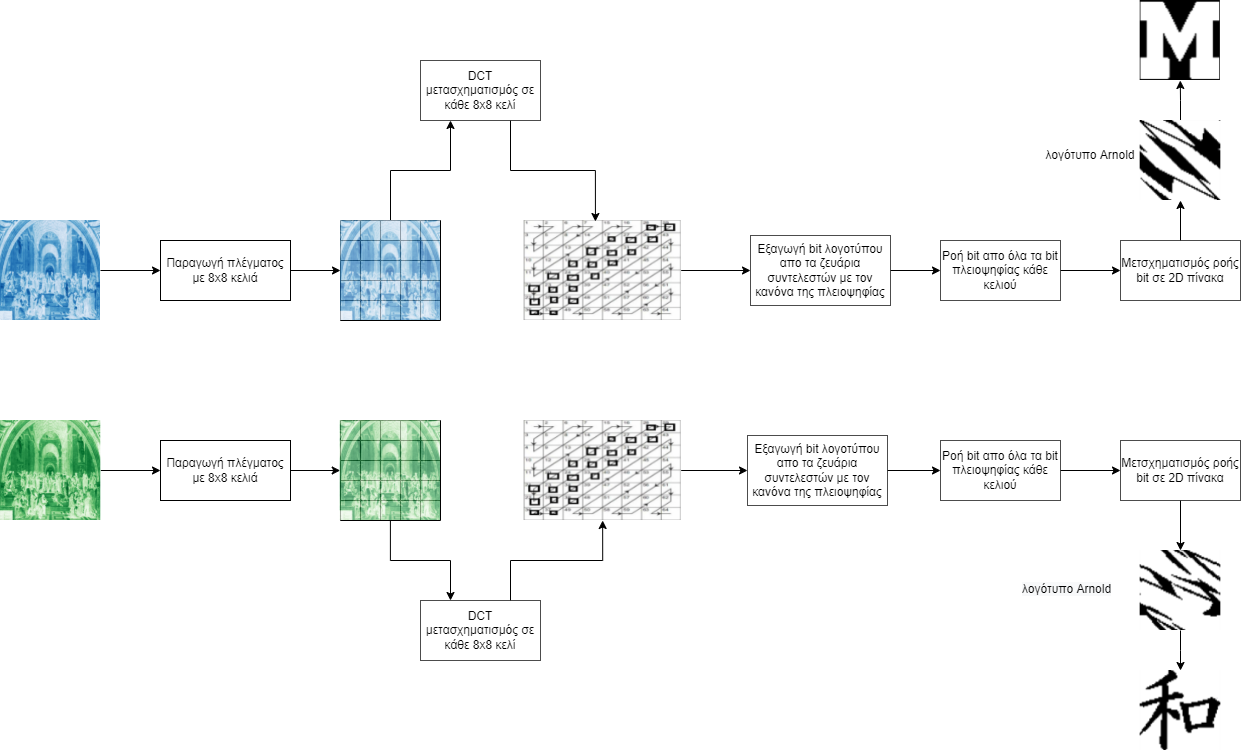 M
DCT
μετασχηματισμός σε
κάθε 8x8 κελί
λογότυπο Arnold
Παραγωγή πλέγματος
με 8x8 κελιά
Εξαγωγή bit λογοτύπου
απο τα ζευάρια
συντελεστών με τον
κανόνα της πλειοψηφίας
Ροή bit απο όλα τα bit
πλειοψηφίας κάθε
κελιού
Μετσχηματισμός ροής
bit σε 2D πίνακα
Παραγωγή πλέγματος
με 8x8 κελιά
Εξαγωγή bit λογοτύπου
απο τα ζευάρια
συντελεστών με τον
κανόνα της πλειοψηφίας
Ροή bit απο όλα τα bit
πλειοψηφίας κάθε
κελιού
Μετσχηματισμός ροής
bit σε 2D πίνακα
λογότυπο Arnold
DCT
μετασχηματισμός σε
κάθε 8x8 κελί
和